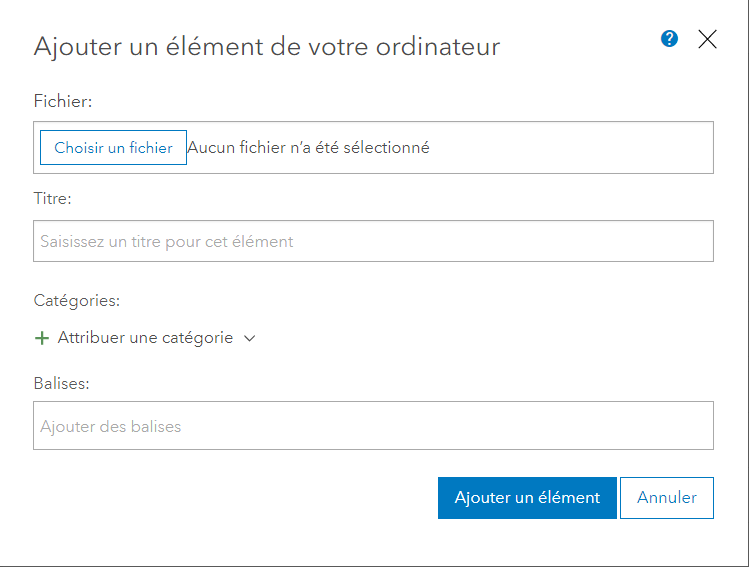 Ajouter un élément de votre ordinateur
?
Fichier:
Choisir un fichier Aucun fichier n’a été sélectionné
Titre:
Saisissez un titre pour cet élément
Catégories:
+ Attribuer une catégorie
Balises:
Ajouter des balises
Ajouter un élément Annuler